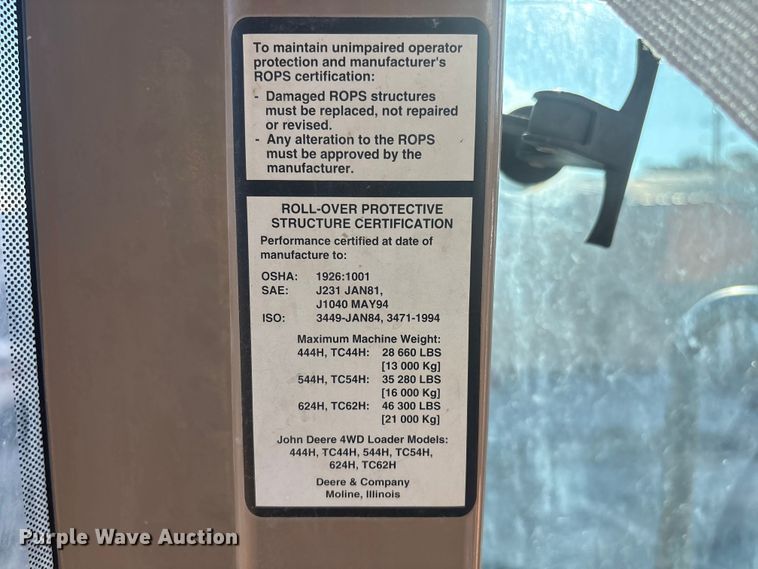 To maintain unimpaired operator
protection and manufacturer's
ROPS certification:
- Damaged ROPS structures
must be replaced, not repaired
or revised.
- Any alteration to the ROPS
must be approved by the
manufacturer.
ROLL-OVER PROTECTIVE
STRUCTURE CERTIFICATION
Performance certified at date of
manufacture to:
OSHA: 1926:1001
SAE: J231 JAN81,
J1040 MAY94
ISO: 3449-JAN84, 3471-1994
Maximum Machine Weight:
444H, TC44H: 28 660 LBS
[13 000 Kg]
544H, TC54H: 35 280 LBS
[16 000 Kg]
624H, TC62H: 46 300 LBS
[21 000 Kg]
John Deere 4WD Loader Models:
444H, TC44H, 544H, TC54H,
624H, TC62H
Deere & Company
Moline, Illinois
Purple Wave Auction